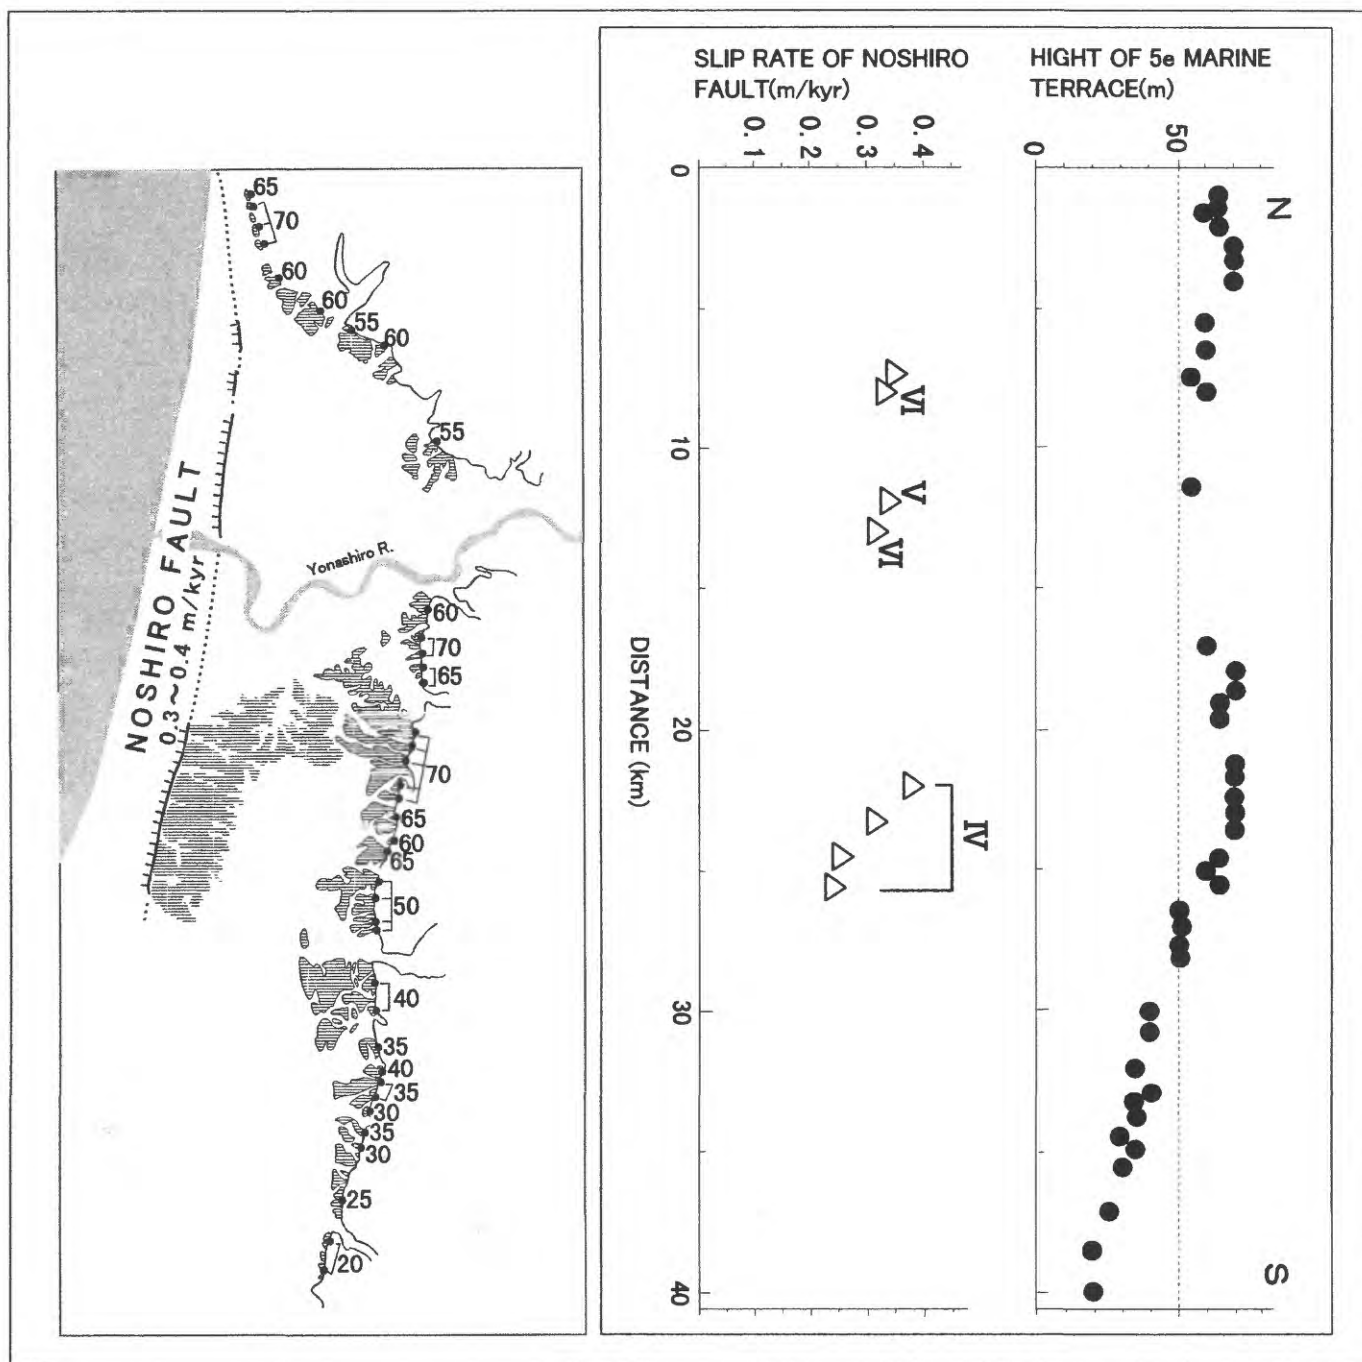 65
70
60
60
55
60
55
NOSHIRO FAULT
0.3～0.4 m/kyr
Yonashiro R.
60
70
65
70
65
60
65
50
40
35
40
35
30
35
30
25
20
SLIP RATE OF NOSHIRO
FAULT(m/kyr)
0.1
0.2
0.3
0.4
0
10
20
30
40
DISTANCE (km)
VI
V
VI
IV
HIGHT OF 5e MARINE
TERRACE(m)
0
50
N
S